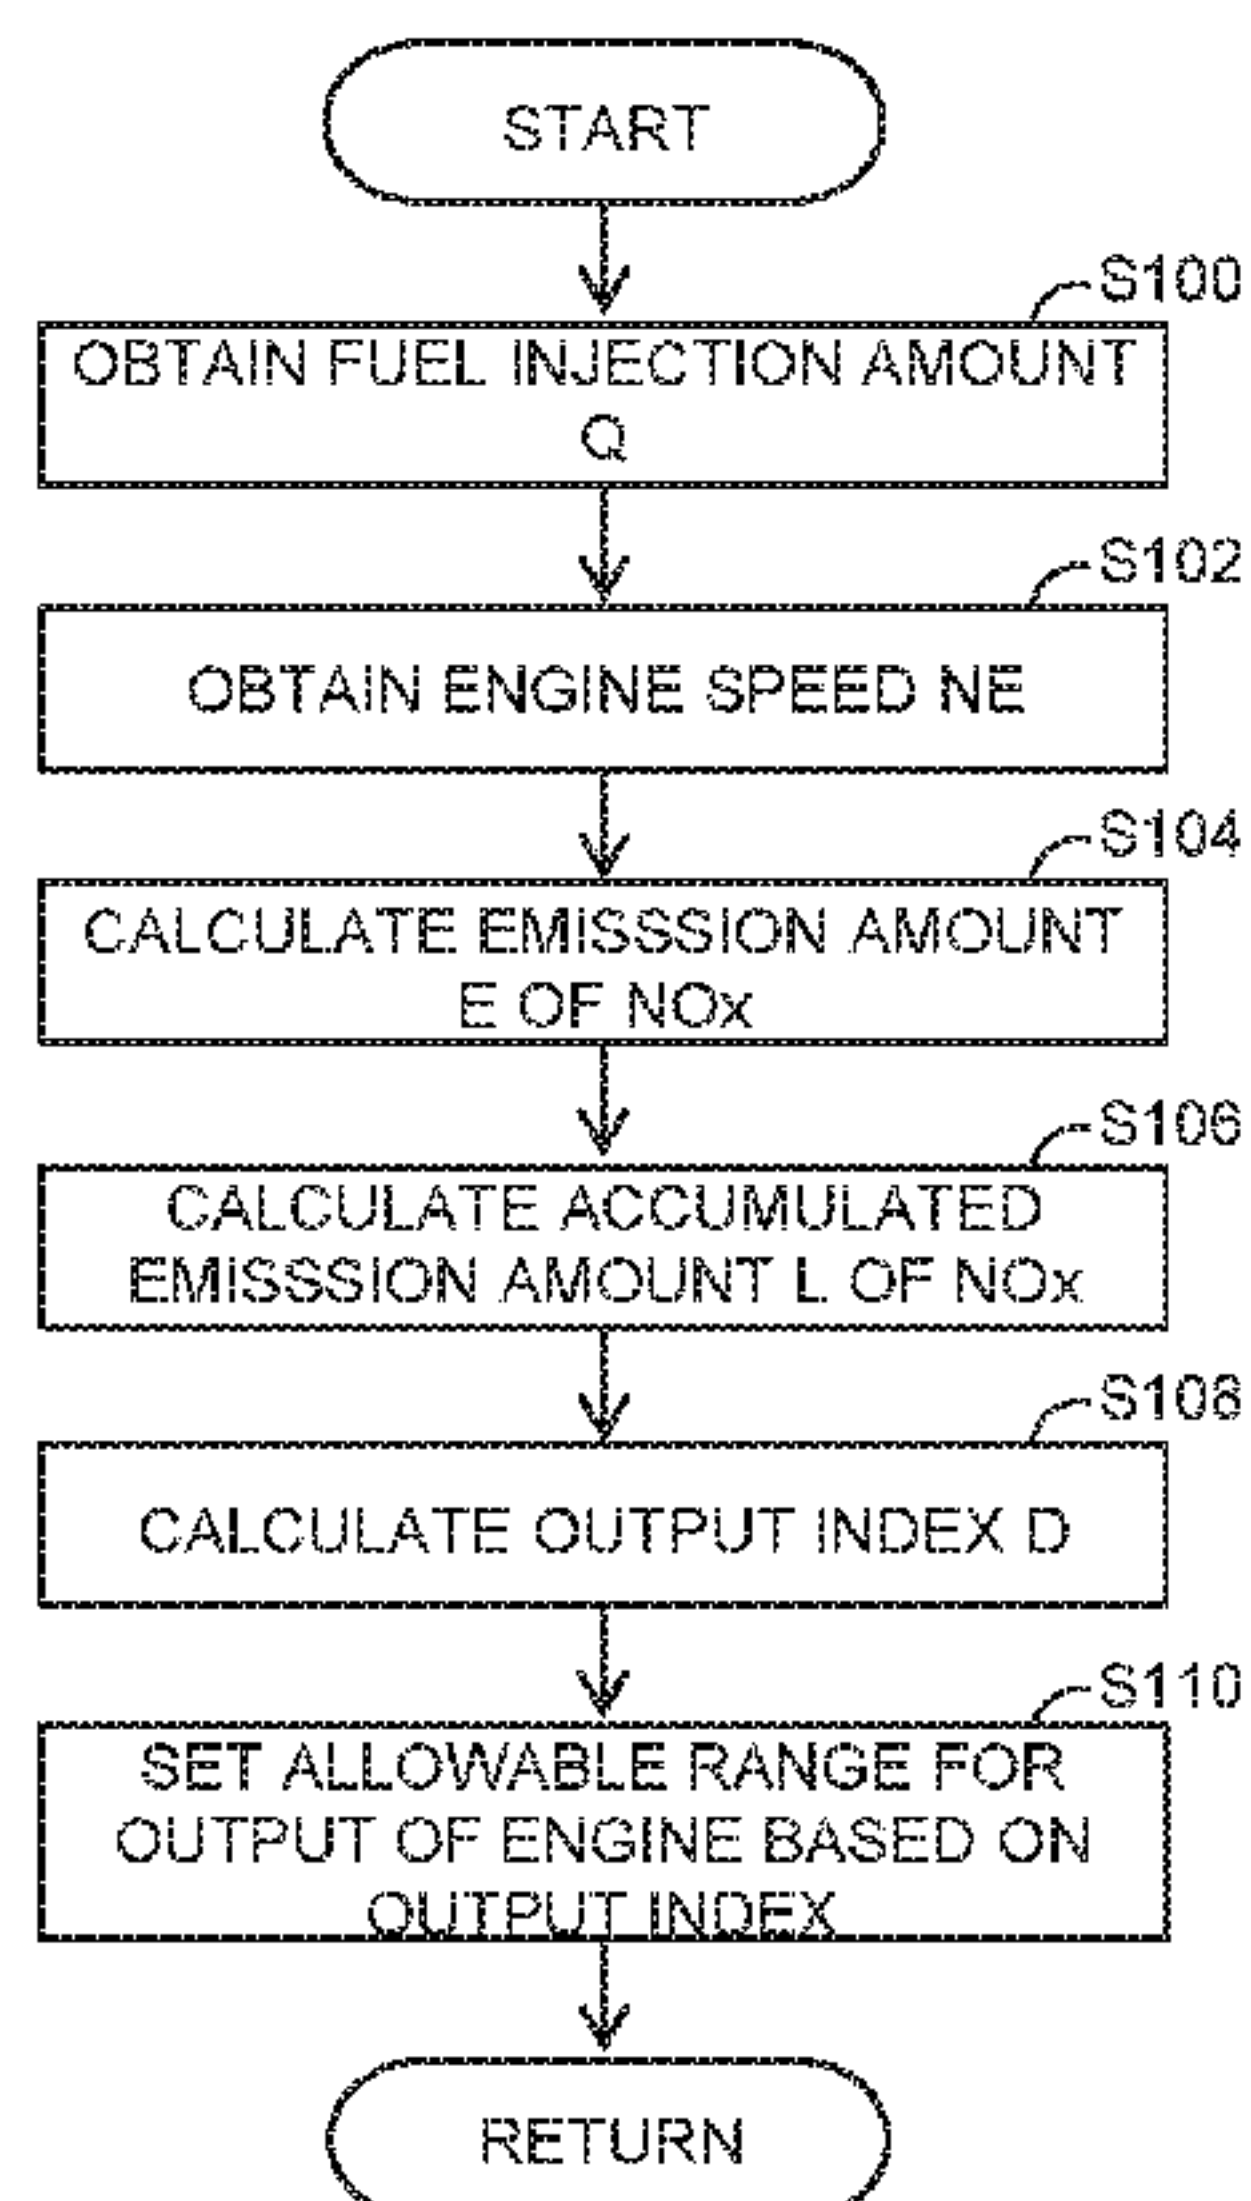 START
S100
OBTAIN FUEL INJECTION AMOUNT
Q
S102
OBTAIN ENGINE SPEED NE
S104
CALCULATE EMISSSION AMOUNT
E OF NOx
S106
CALCULATE ACCUMULATED
EMISSSION AMOUNT L OF NOx
S108
CALCULATE OUTPUT INDEX D
S110
SET ALLOWABLE RANGE FOR
OUTPUT OF ENGINE BASED ON
OUTPUT INDEX
RETURN